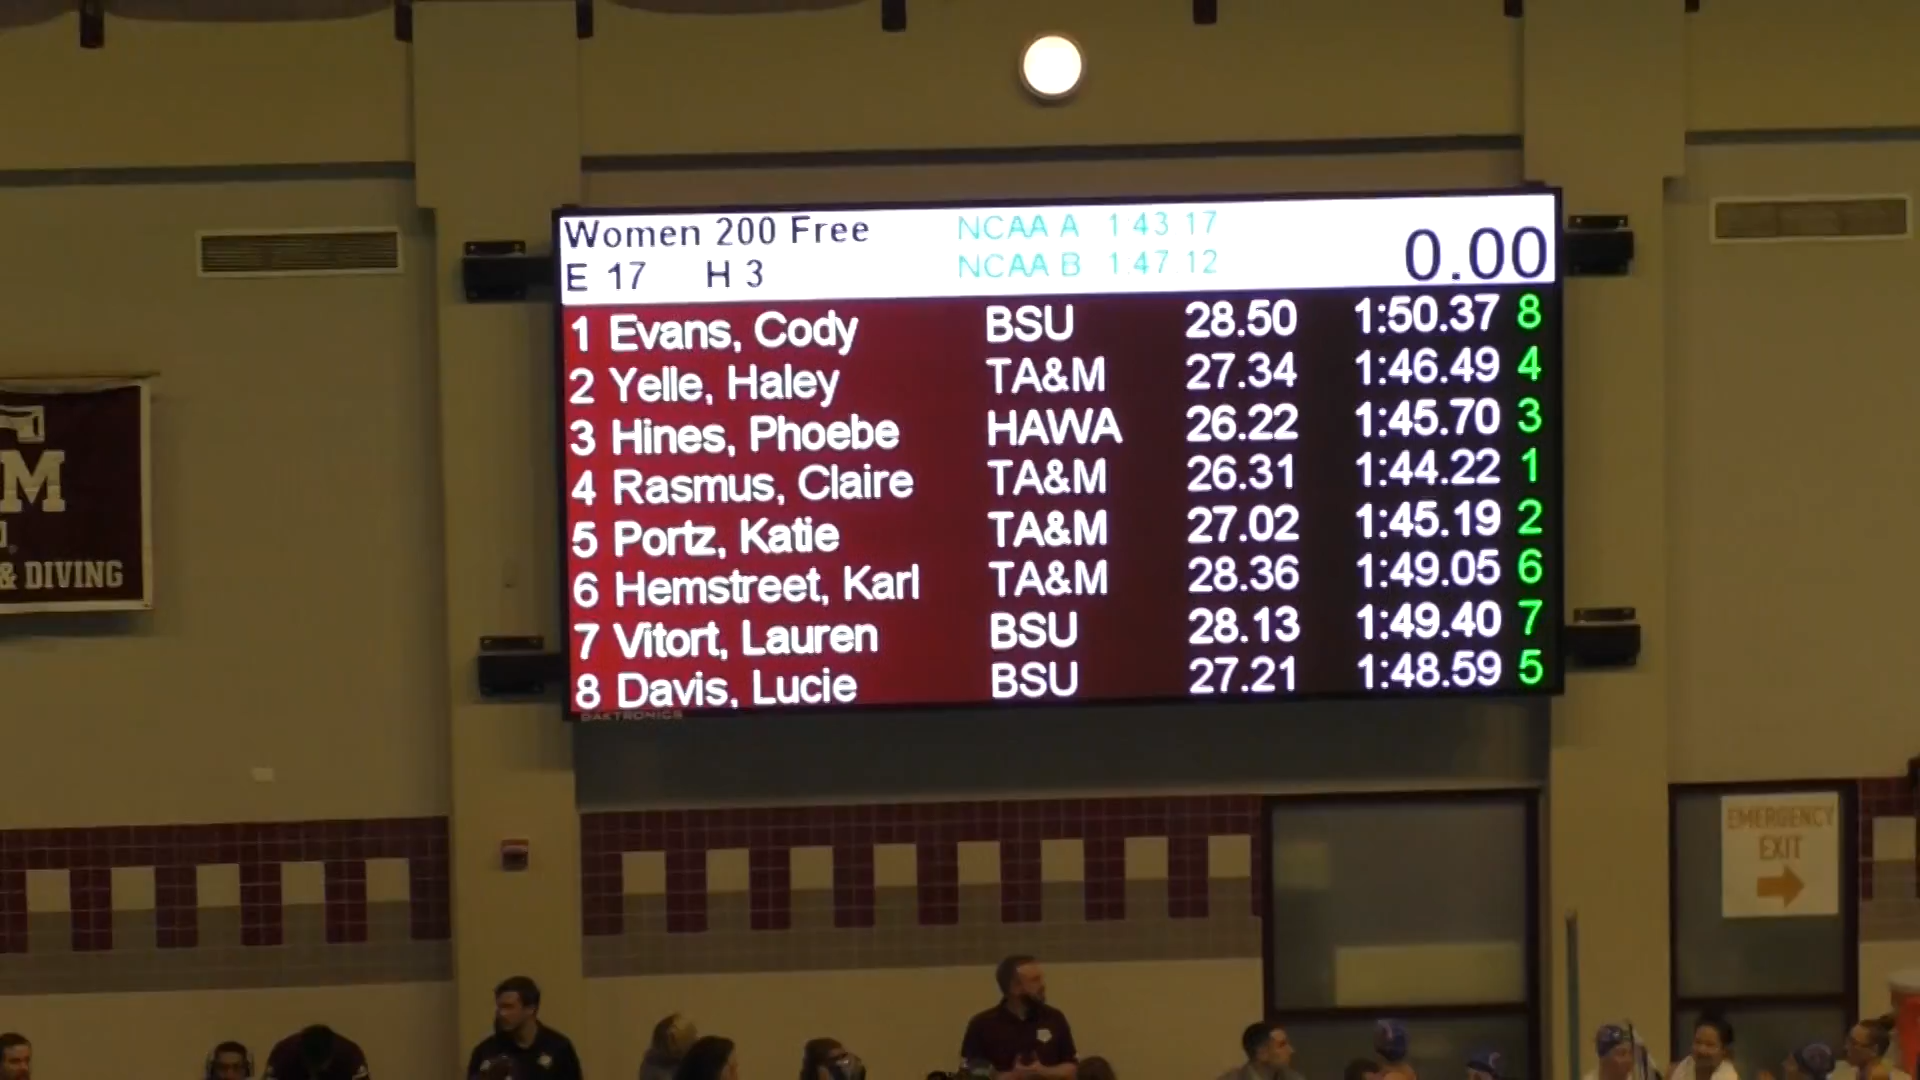 Women 200 Free NCAA A 1:43.17
E 17 H 3 NCAA B 1:47.12 0.00
1 Evans, Cody BSU 28.50 1:50.37 8
2 Yelle, Haley TA&M 27.34 1:46.49 4
3 Hines, Phoebe HAWA 26.22 1:45.70 3
4 Rasmus, Claire TA&M 26.31 1:44.22 1
5 Portz, Katie TA&M 27.02 1:45.19 2
6 Hemstreet, Karl TA&M 28.36 1:49.05 6
7 Vitort, Lauren BSU 28.13 1:49.40 7
8 Davis, Lucie BSU 27.21 1:48.59 5
DAKTRONICS
M
& DIVING
EMERGENCY
EXIT